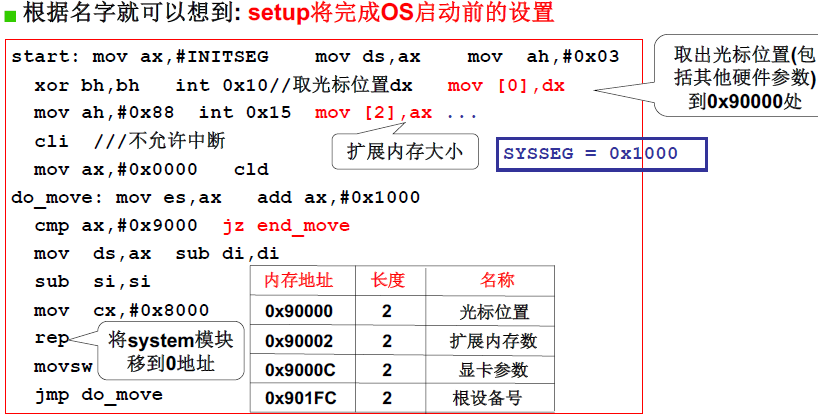 根据名字就可以想到: setup将完成OS启动前的设置
start: mov ax,#INITSEG mov ds,ax mov ah,#0x03
xor bh,bh int 0x10//取光标位置dx mov [0],dx
mov ah,#0x88 int 0x15 mov [2],ax ...
cli ///不允许中断
mov ax,#0x0000 cld
do_move: mov es,ax add ax,#0x1000
cmp ax,#0x9000 jz end_move
mov ds,ax sub di,di
sub si,si
mov cx,#0x8000
rep
movsw
jmp do_move
取出光标位置(包
括其他硬件参数)
到0x90000处
扩展内存大小
SYSSEG = 0x1000
将system模块
移到0地址
内存地址 长度 名称
0x90000 2 光标位置
0x90002 2 扩展内存数
0x9000C 2 显卡参数
0x901FC 2 根设备号